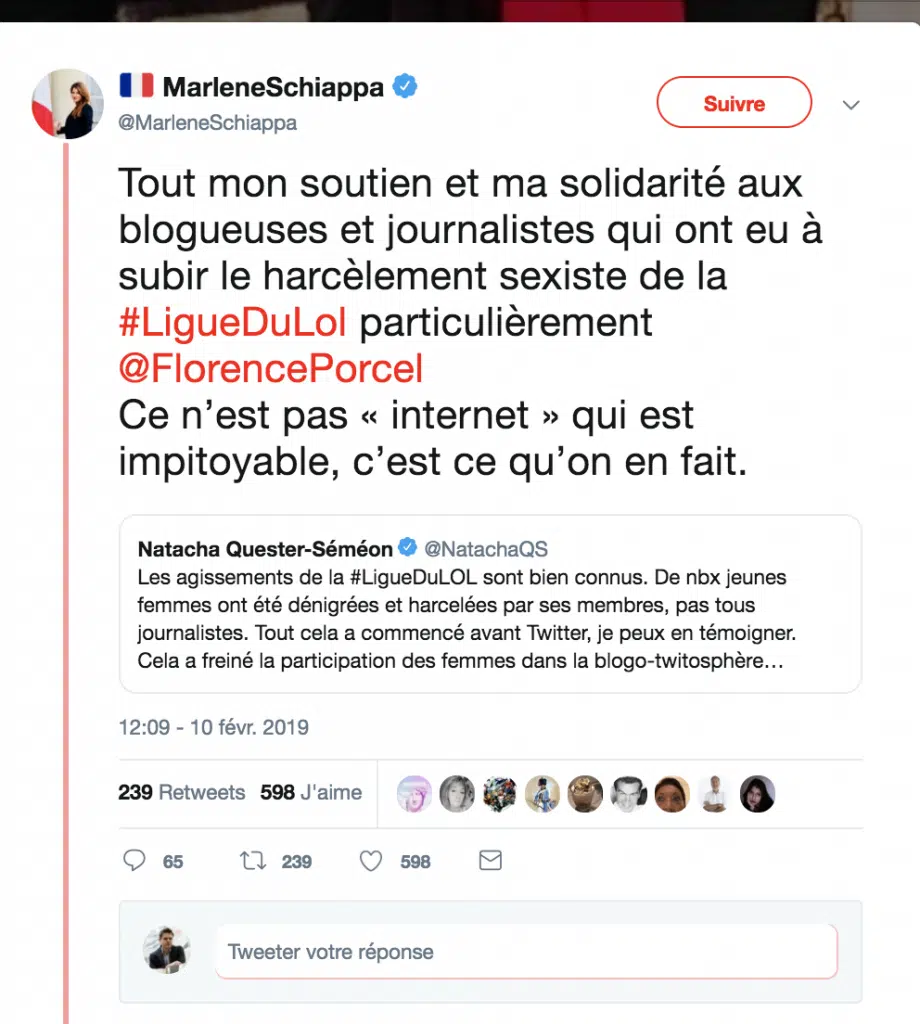 MarleneSchiappa
@MarleneSchiappa
Suivre
Tout mon soutien et ma solidarité aux
blogueuses et journalistes qui ont eu à
subir le harcèlement sexiste de la
#LigueDuLol particulièrement
@FlorencePorcel
Ce n’est pas « internet » qui est
impitoyable, c’est ce qu’on en fait.
Natacha Quester-Séméon @NatachaQS
Les agissements de la #LigueDuLOL sont bien connus. De nbx jeunes
femmes ont été dénigrées et harcelées par ses membres, pas tous
journalistes. Tout cela a commencé avant Twitter, je peux en témoigner.
Cela a freiné la participation des femmes dans la blogo-twitosphère…
12:09 - 10 févr. 2019
239 Retweets 598 J'aime
65 239 598
Tweeter votre réponse